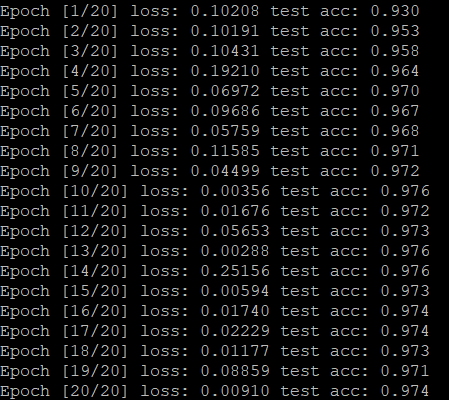 Epoch [1/20] loss: 0.10208 test acc: 0.930
Epoch [2/20] loss: 0.10191 test acc: 0.953
Epoch [3/20] loss: 0.10431 test acc: 0.958
Epoch [4/20] loss: 0.19210 test acc: 0.964
Epoch [5/20] loss: 0.06972 test acc: 0.970
Epoch [6/20] loss: 0.09686 test acc: 0.967
Epoch [7/20] loss: 0.05759 test acc: 0.968
Epoch [8/20] loss: 0.11585 test acc: 0.971
Epoch [9/20] loss: 0.04499 test acc: 0.972
Epoch [10/20] loss: 0.00356 test acc: 0.976
Epoch [11/20] loss: 0.01676 test acc: 0.972
Epoch [12/20] loss: 0.05653 test acc: 0.973
Epoch [13/20] loss: 0.00288 test acc: 0.976
Epoch [14/20] loss: 0.25156 test acc: 0.976
Epoch [15/20] loss: 0.00594 test acc: 0.973
Epoch [16/20] loss: 0.01740 test acc: 0.974
Epoch [17/20] loss: 0.02229 test acc: 0.974
Epoch [18/20] loss: 0.01177 test acc: 0.973
Epoch [19/20] loss: 0.08859 test acc: 0.971
Epoch [20/20] loss: 0.00910 test acc: 0.974